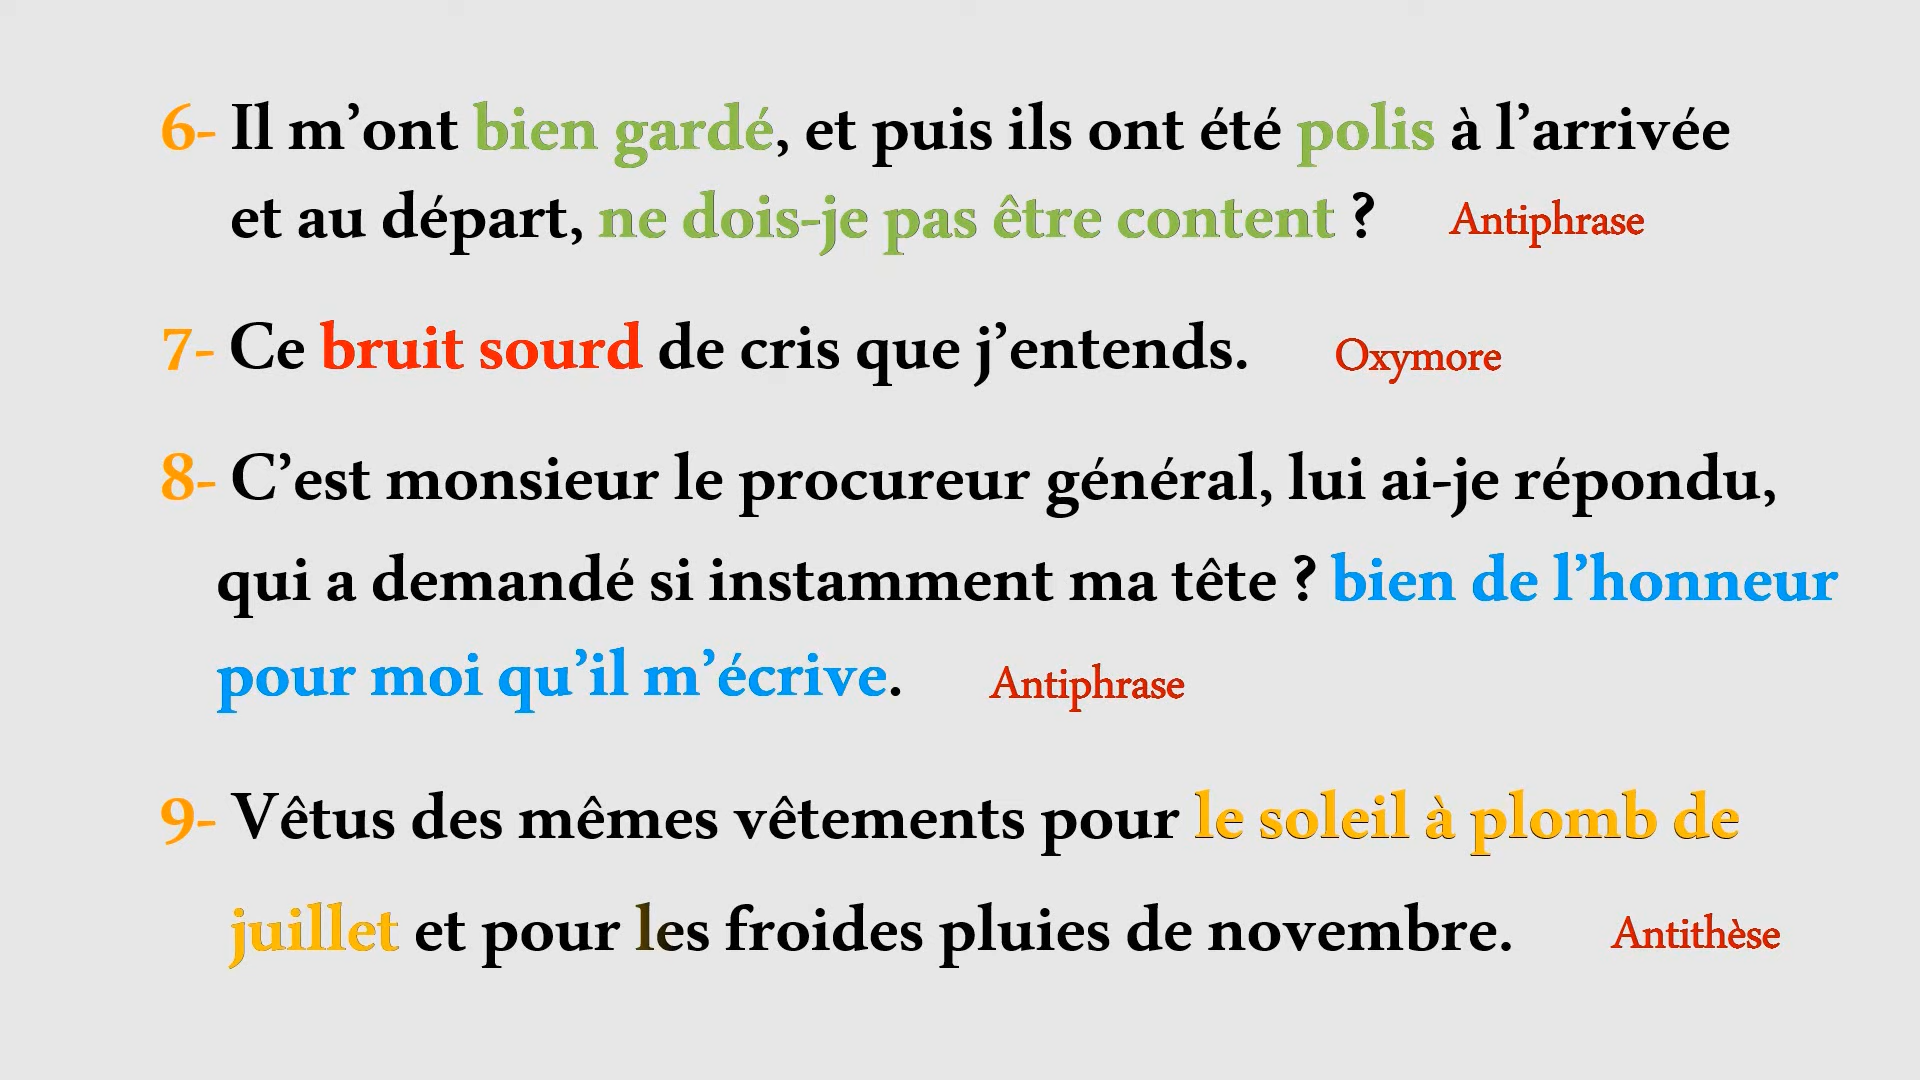 6- Il m’ont bien gardé, et puis ils ont été polis à l’arrivée
et au départ, ne dois-je pas être content ? Antiphrase
7- Ce bruit sourd de cris que j’entends. Oxymore
8- C’est monsieur le procureur général, lui ai-je répondu,
qui a demandé si instamment ma tête ? bien de l’honneur
pour moi qu’il m’écrive. Antiphrase
9- Vêtus des mêmes vêtements pour le soleil à plomb de
juillet et pour les froides pluies de novembre. Antithèse